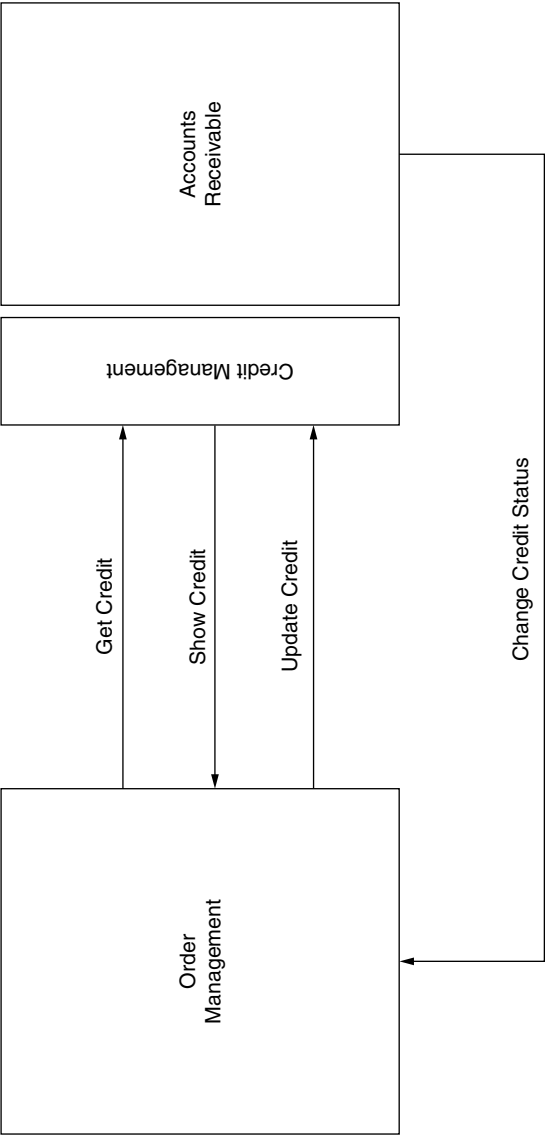 Order
Management
Get Credit
Show Credit
Update Credit
Credit Management
Accounts
Receivable
Change Credit Status